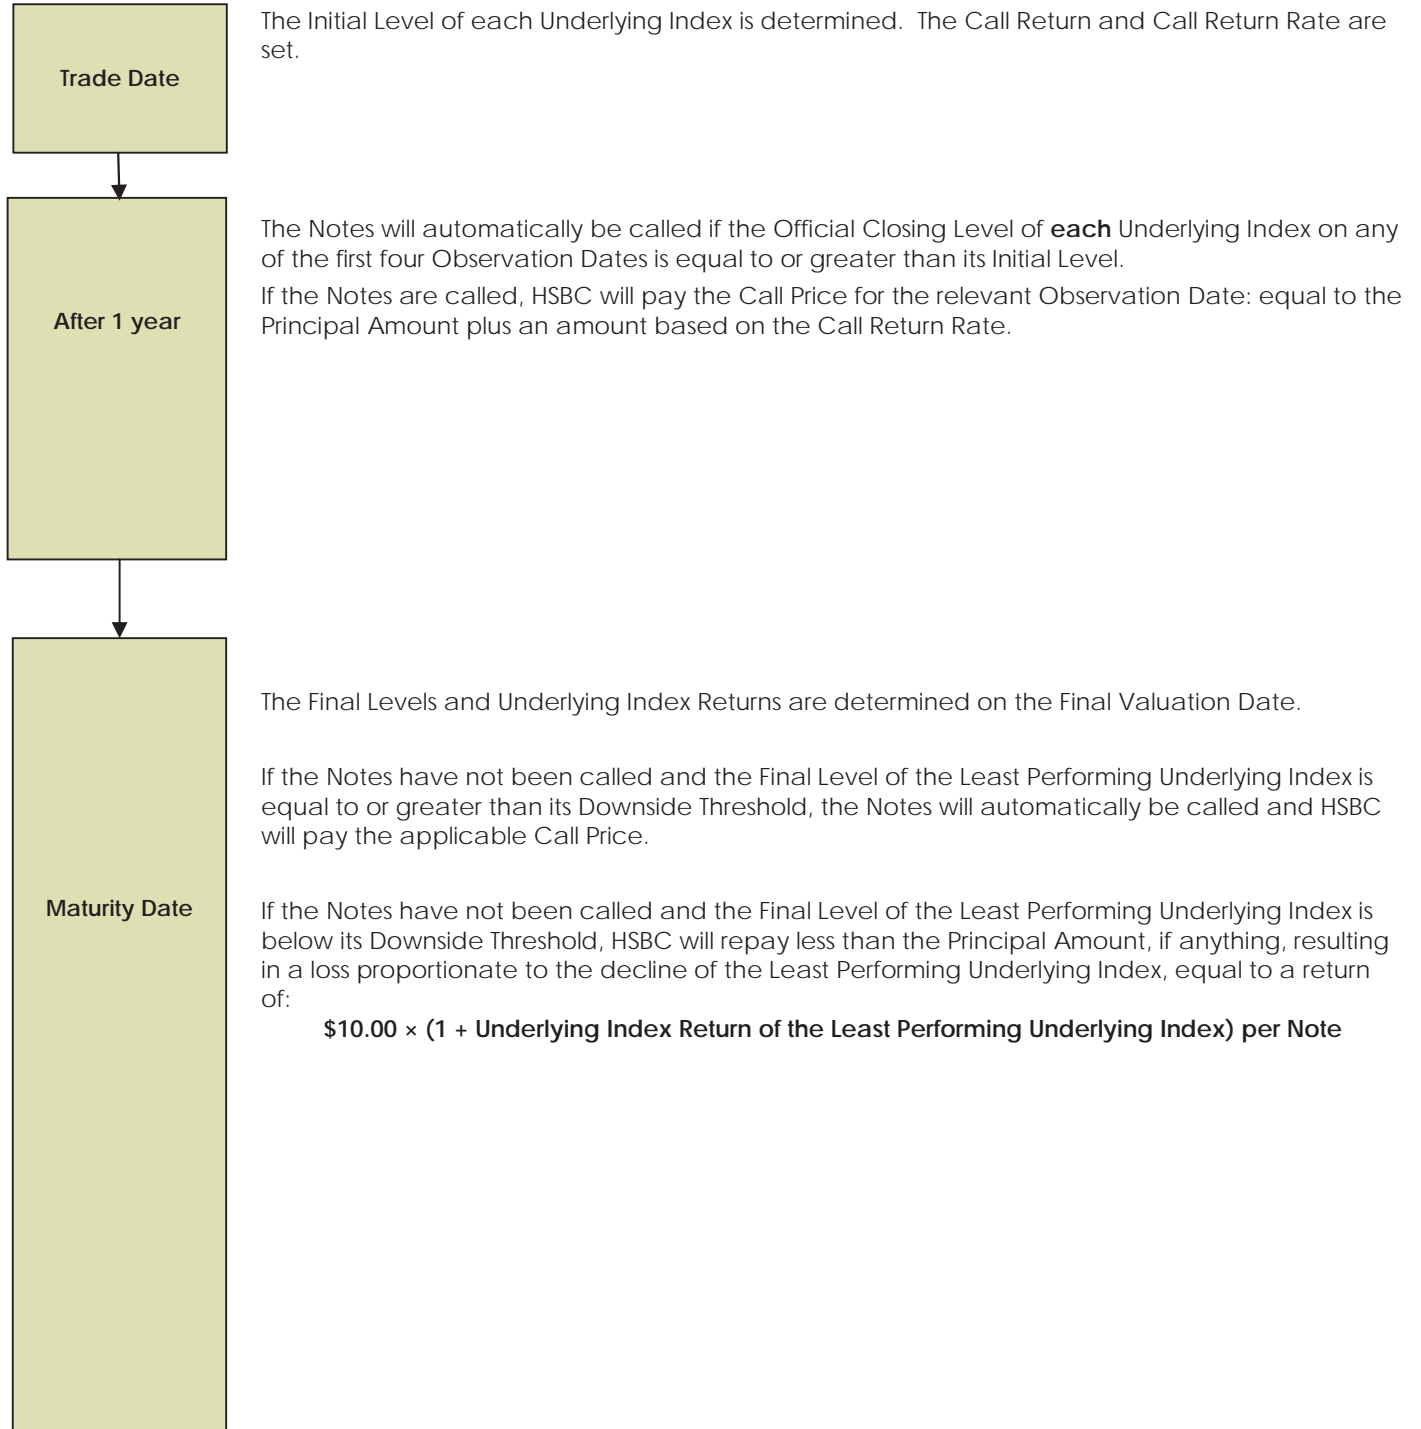 The Initial Level of each Underlying Index is determined.  The Call Return and Call Return Rate are
set.
Trade Date
The Notes will automatically be called if the Official Closing Level of each Underlying Index on any
of the first four Observation Dates is equal to or greater than its Initial Level.
If the Notes are called, HSBC will pay the Call Price for the relevant Observation Date: equal to the
Principal Amount plus an amount based on the Call Return Rate.
After 1 year
The Final Levels and Underlying Index Returns are determined on the Final Valuation Date.
If the Notes have not been called and the Final Level of the Least Performing Underlying Index is
equal to or greater than its Downside Threshold, the Notes will automatically be called and HSBC
will pay the applicable Call Price.
Maturity Date
If the Notes have not been called and the Final Level of the Least Performing Underlying Index is
below its Downside Threshold, HSBC will repay less than the Principal Amount, if anything, resulting
in a loss proportionate to the decline of the Least Performing Underlying Index, equal to a return
of:
$10.00 × (1 + Underlying Index Return of the Least Performing Underlying Index) per Note